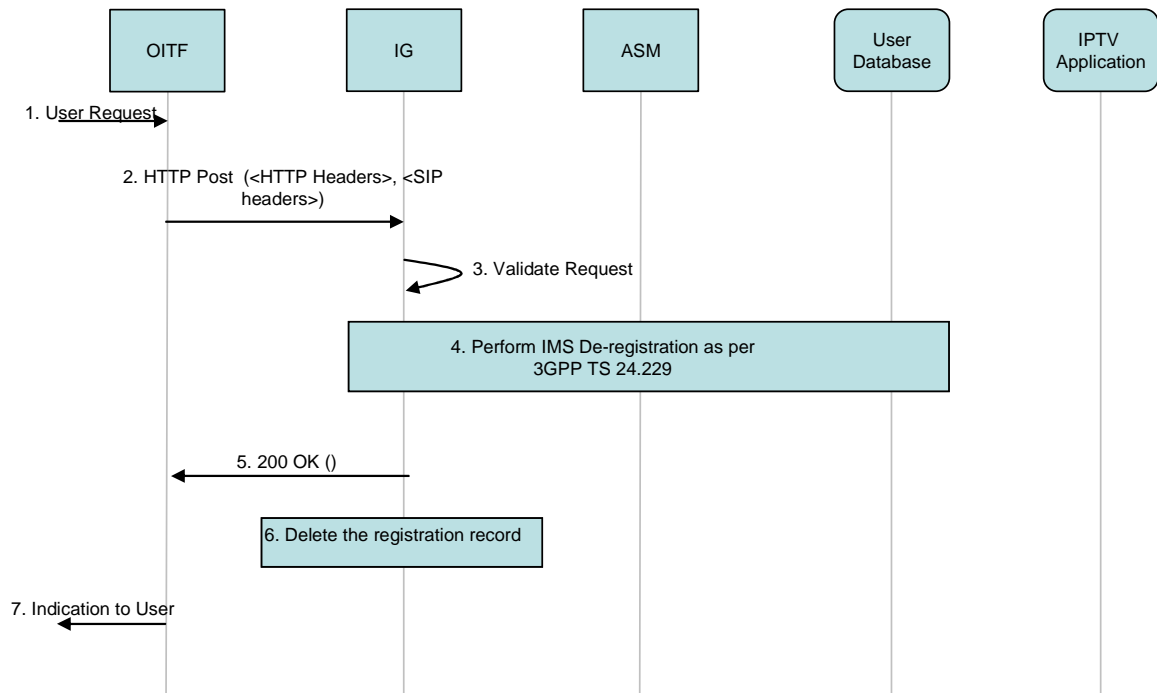 OITF
IG
ASM
User
Database
IPTV
Application
1. User Request
2. HTTP Post (<HTTP Headers>, <SIP
headers>)
3. Validate Request
4. Perform IMS De-registration as per
3GPP TS 24.229
5. 200 OK ()
6. Delete the registration record
7. Indication to User